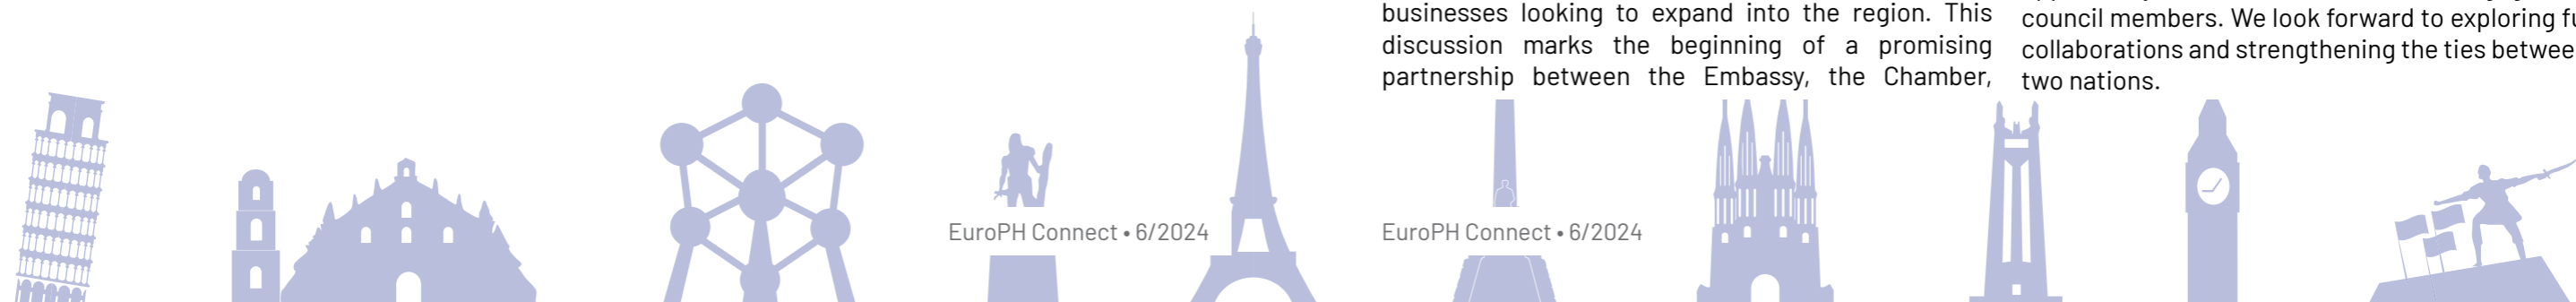 businesses looking to expand into the region. This
discussion marks the beginning of a promising
partnership between the Embassy, the Chamber,
council members. We look forward to exploring
collaborations and strengthening the ties
two nations.
EuroPH Connect • 6/2024
EuroPH Connect • 6/2024